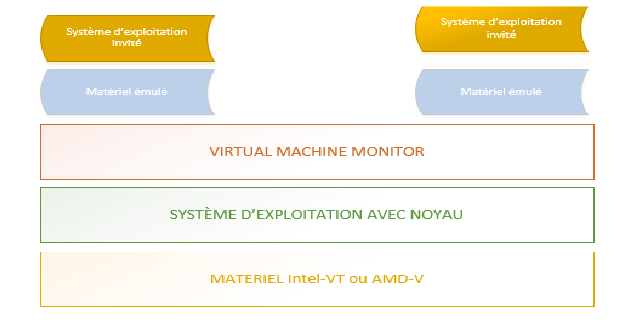 Système d'exploitation
invité
Système d'exploitation
invité
Matériel émulé
Matériel émulé
VIRTUAL MACHINE MONITOR
SYSTÈME D'EXPLOITATION AVEC NOYAU
MATERIEL Intel-VT ou AMD-V